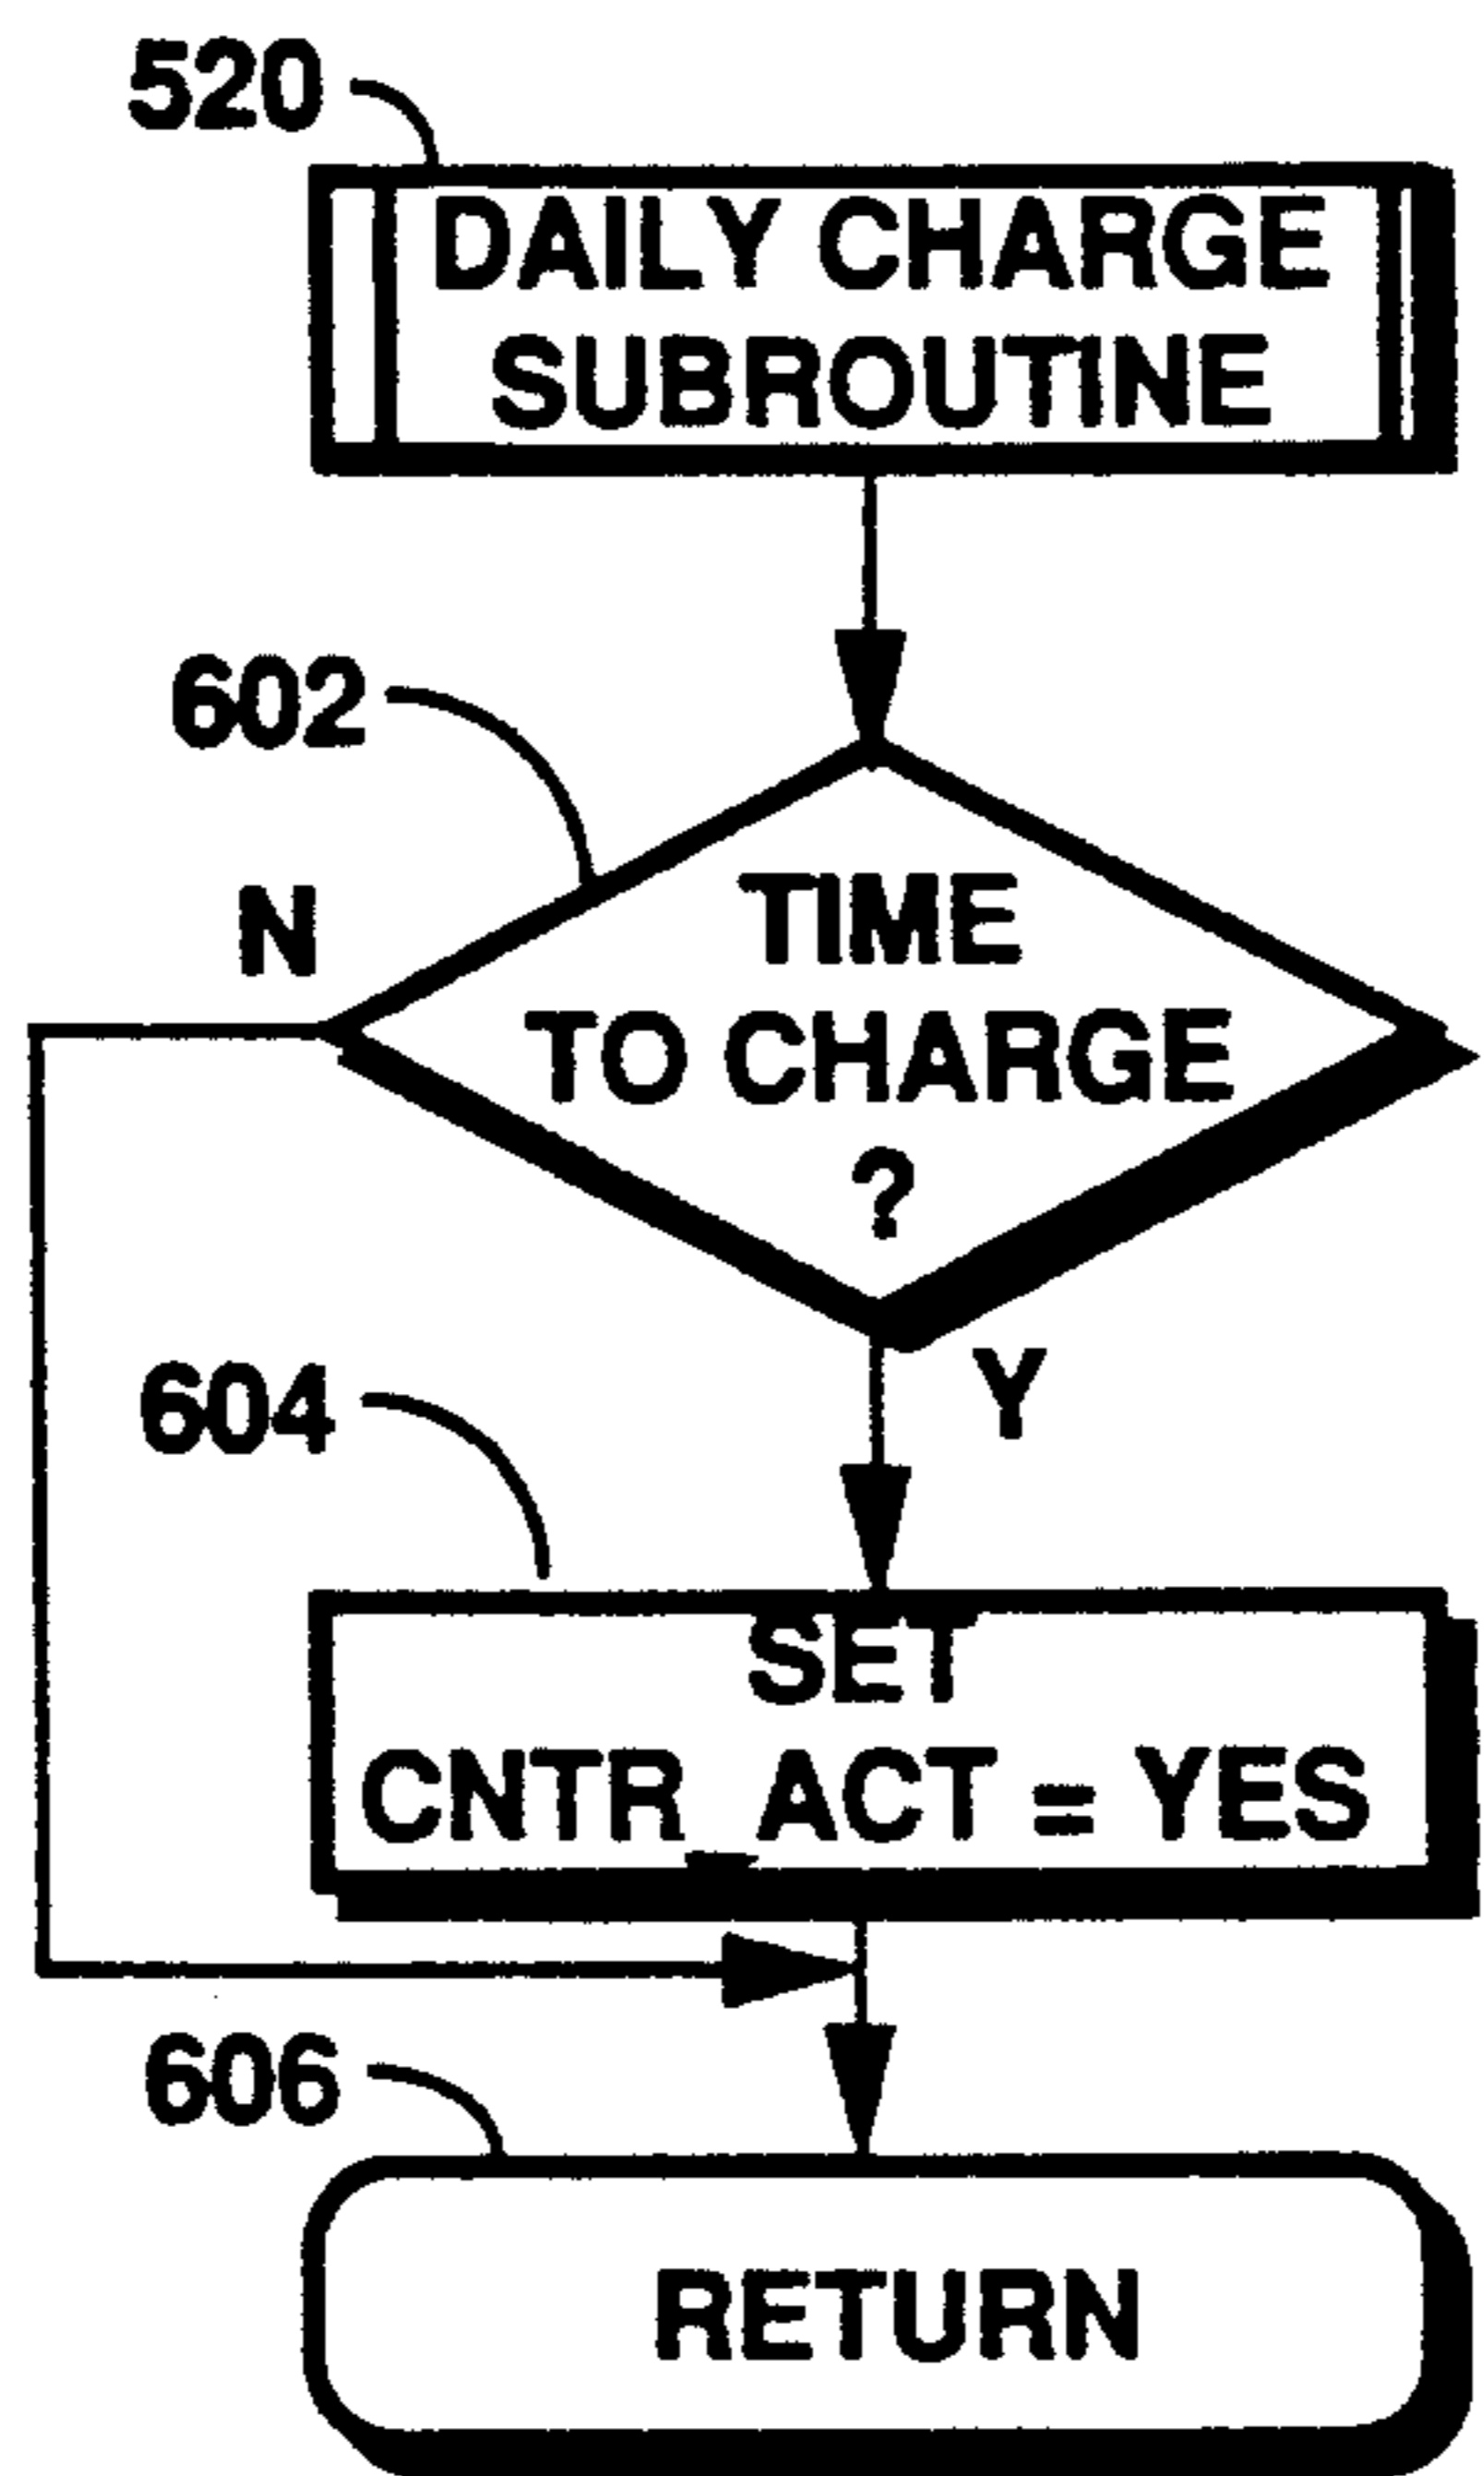 520
DAILY CHARGE
SUBROUTINE
602
N
TIME
TO CHARGE
?
Y
604
SET
CNTR_ACT = YES
606
RETURN